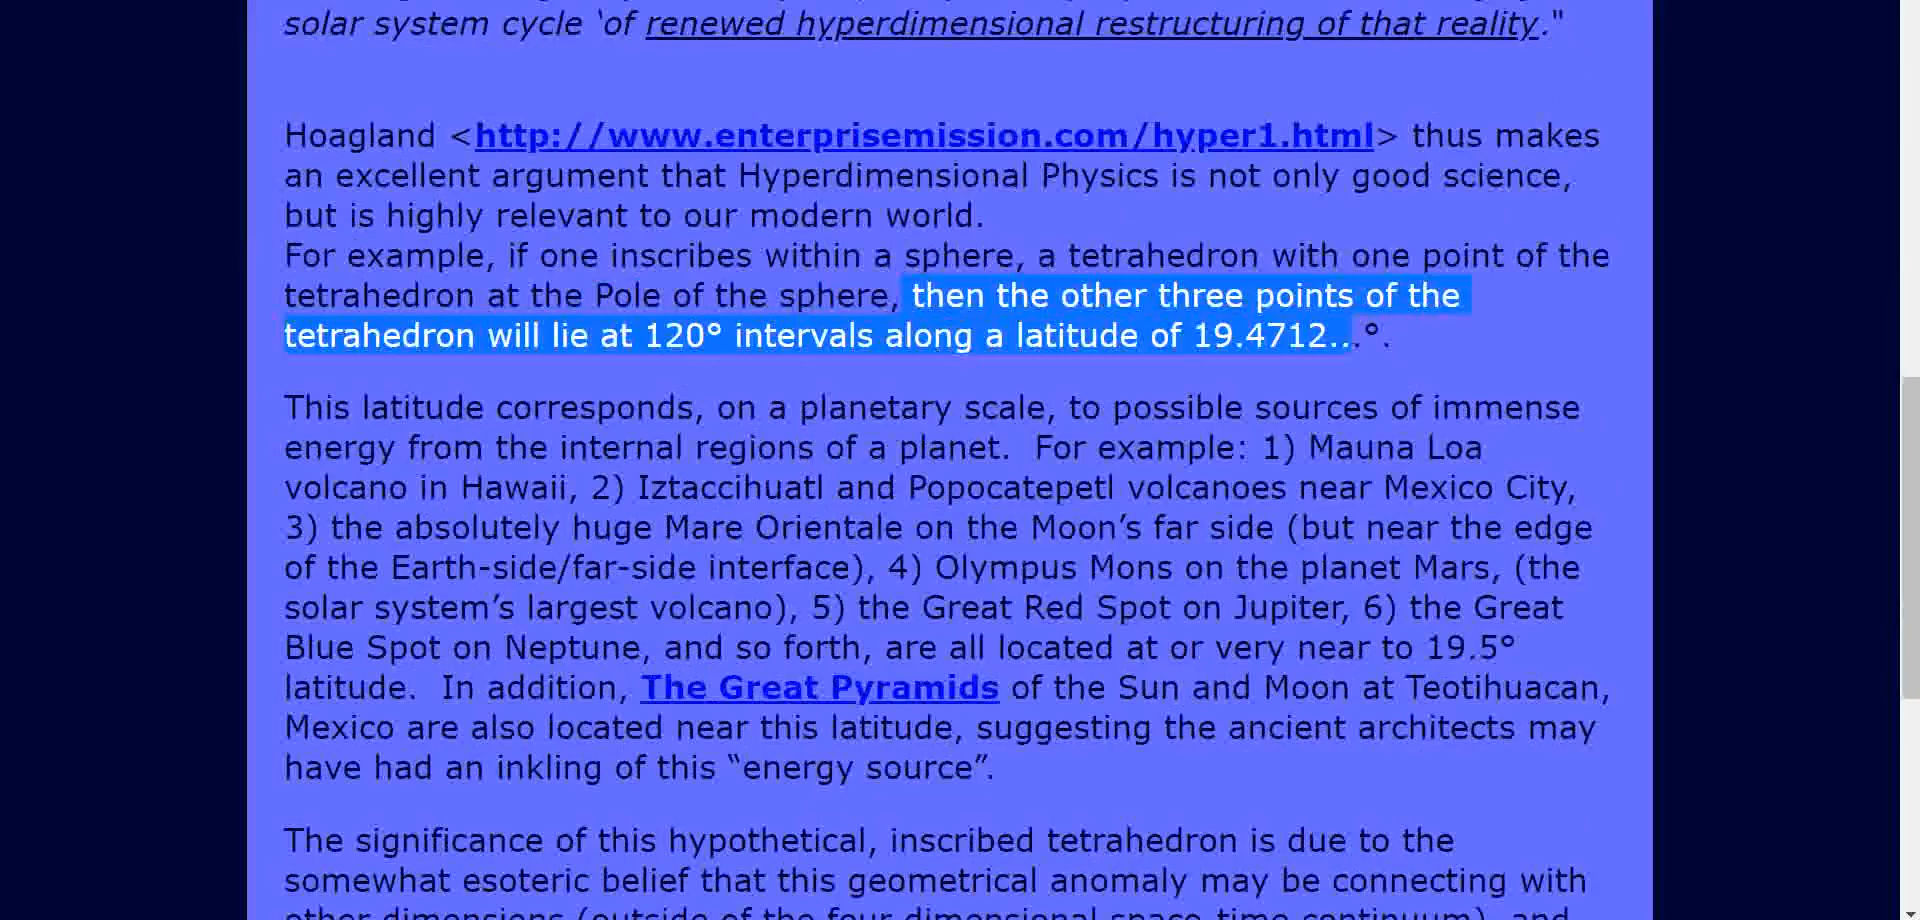 solar system cycle ‘of renewed hyperdimensional restructuring of that reality."
Hoagland <http://www.enterprisemission.com/hyper1.html> thus makes
an excellent argument that Hyperdimensional Physics is not only good science,
but is highly relevant to our modern world.
For example, if one inscribes within a sphere, a tetrahedron with one point of the
tetrahedron at the Pole of the sphere, then the other three points of the
tetrahedron will lie at 120° intervals along a latitude of 19.4712...°.
This latitude corresponds, on a planetary scale, to possible sources of immense
energy from the internal regions of a planet.  For example: 1) Mauna Loa
volcano in Hawaii, 2) Iztaccihuatl and Popocatepetl volcanoes near Mexico City,
3) the absolutely huge Mare Orientale on the Moon’s far side (but near the edge
of the Earth-side/far-side interface), 4) Olympus Mons on the planet Mars, (the
solar system’s largest volcano), 5) the Great Red Spot on Jupiter, 6) the Great
Blue Spot on Neptune, and so forth, are all located at or very near to 19.5°
latitude.  In addition, The Great Pyramids of the Sun and Moon at Teotihuacan,
Mexico are also located near this latitude, suggesting the ancient architects may
have had an inkling of this “energy source”.
The significance of this hypothetical, inscribed tetrahedron is due to the
somewhat esoteric belief that this geometrical anomaly may be connecting with
other dimensions (outside of the four dimensional space-time continuum), and